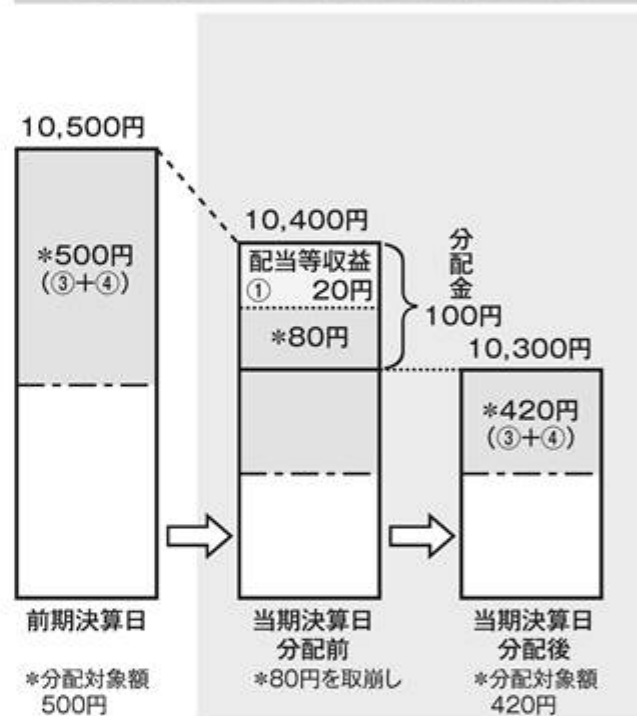 10,500円
*500円
(③+④)
前期決算日
*分配対象額
500円
10,400円
配当等収益
① 20円
*80円
分配金
100円
当期決算日
分配前
*80円を取崩し
10,300円
*420円
(③+④)
当期決算日
分配後
*分配対象額
420円